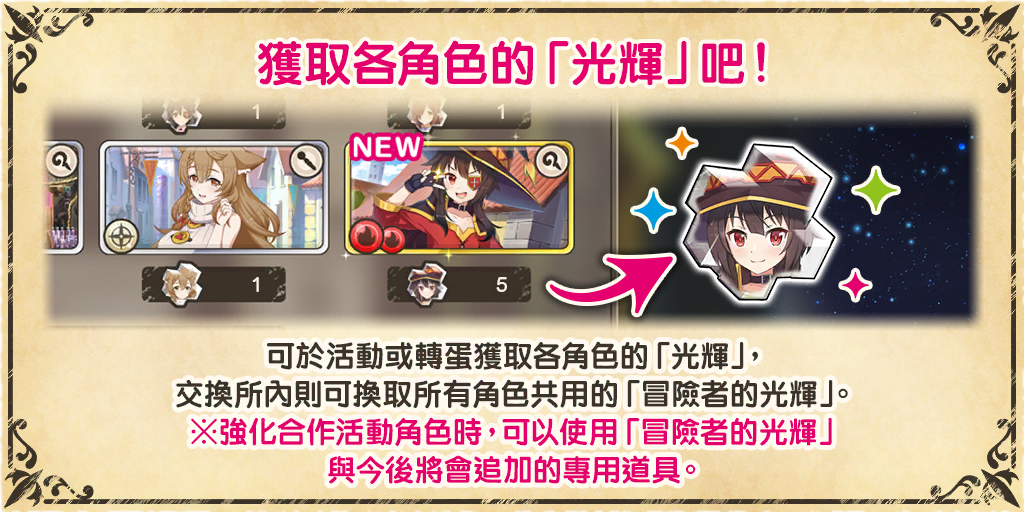 獲取各角色的「光輝」吧!
1
1
NEW
1
5
可於活動或轉蛋獲取各角色的「光輝」,
交換所內則可換取所有角色共用的「冒險者的光輝」。
※強化合作活動角色時,可以使用「冒險者的光輝」
與今後將會追加的專用道具。